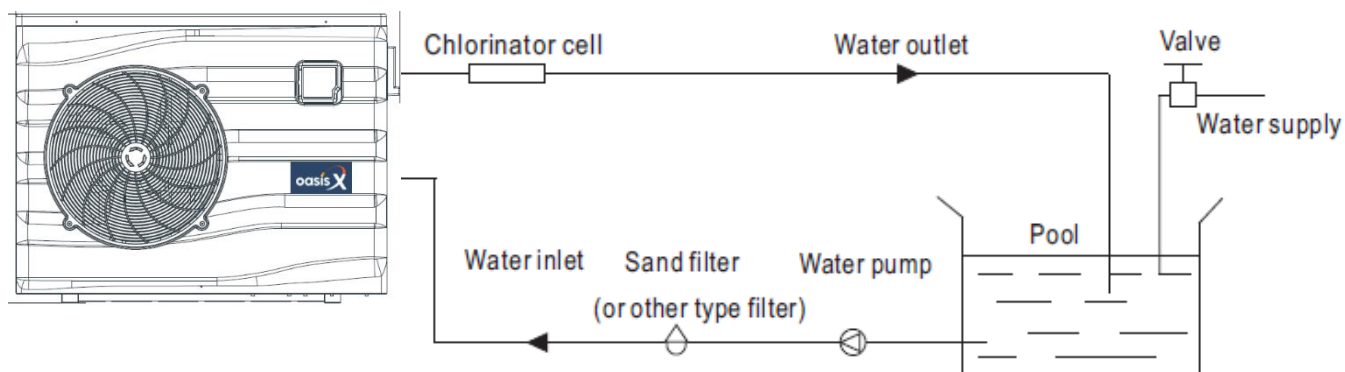 Chlorinator cell
Water outlet
Valve
Water supply
oasis X
Pool
Water inlet
Sand filter
(or other type filter)
Water pump